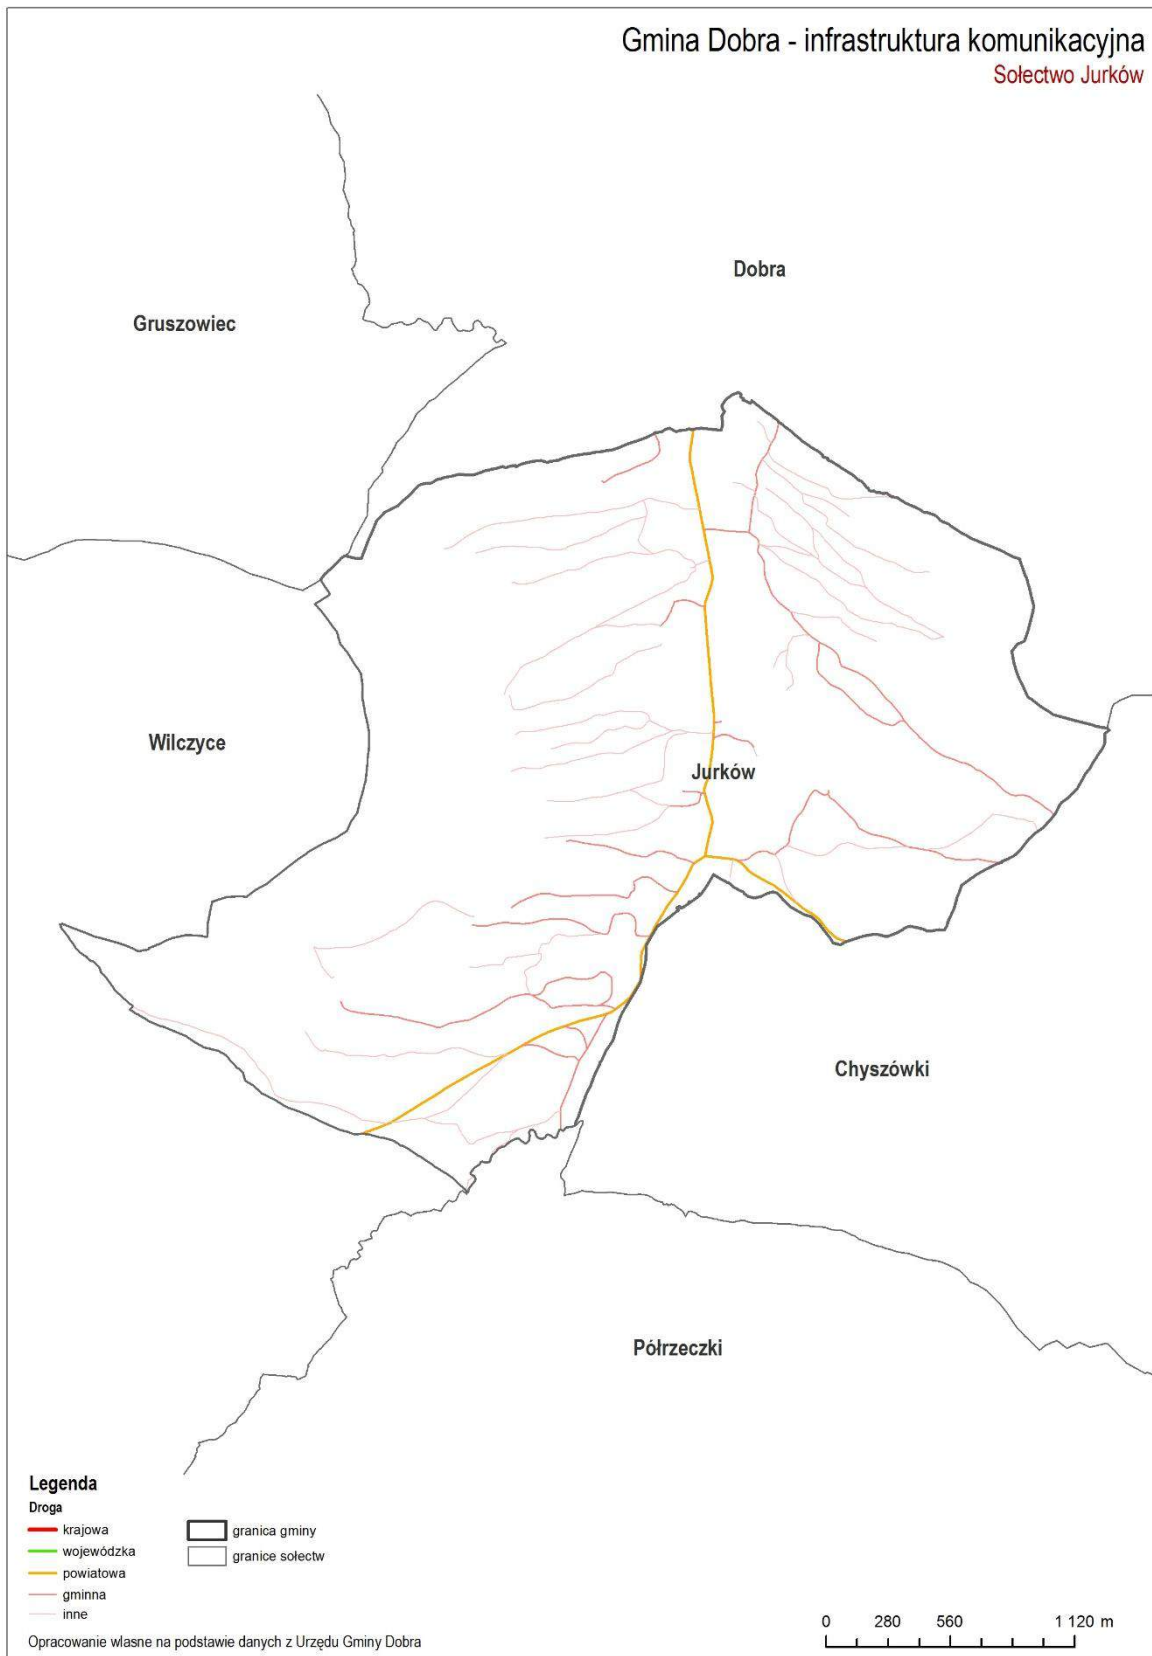 Gmina Dobra - infrastruktura komunikacyjna
Sołectwo Jurków
Dobra
Gruszowiec
Wilczyce
Jurków
Chyszówki
Półrzeczki
Legenda
Droga
krajowa
wojewódzka
powiatowa
gminna
inne
granica gminy
granice sołectw
0 280 560 1 120 m
Opracowanie wlasne na podstawie danych z Urzędu Gminy Dobra